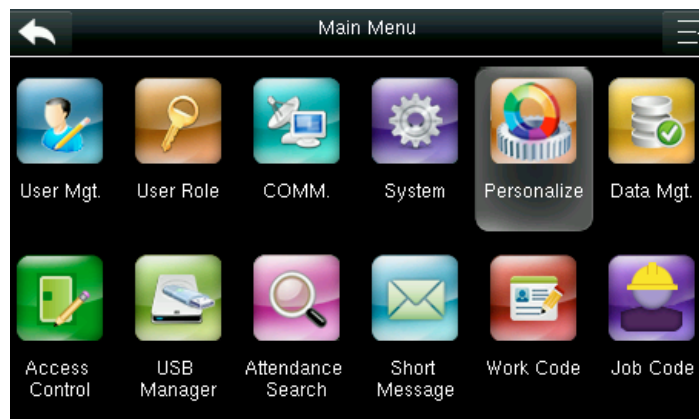 Main Menu
User Mgt.
User Role
COMM.
System
Personalize
Data Mgt.
Access
Control
USB
Manager
Attendance
Search
Short
Message
Work Code
Job Code